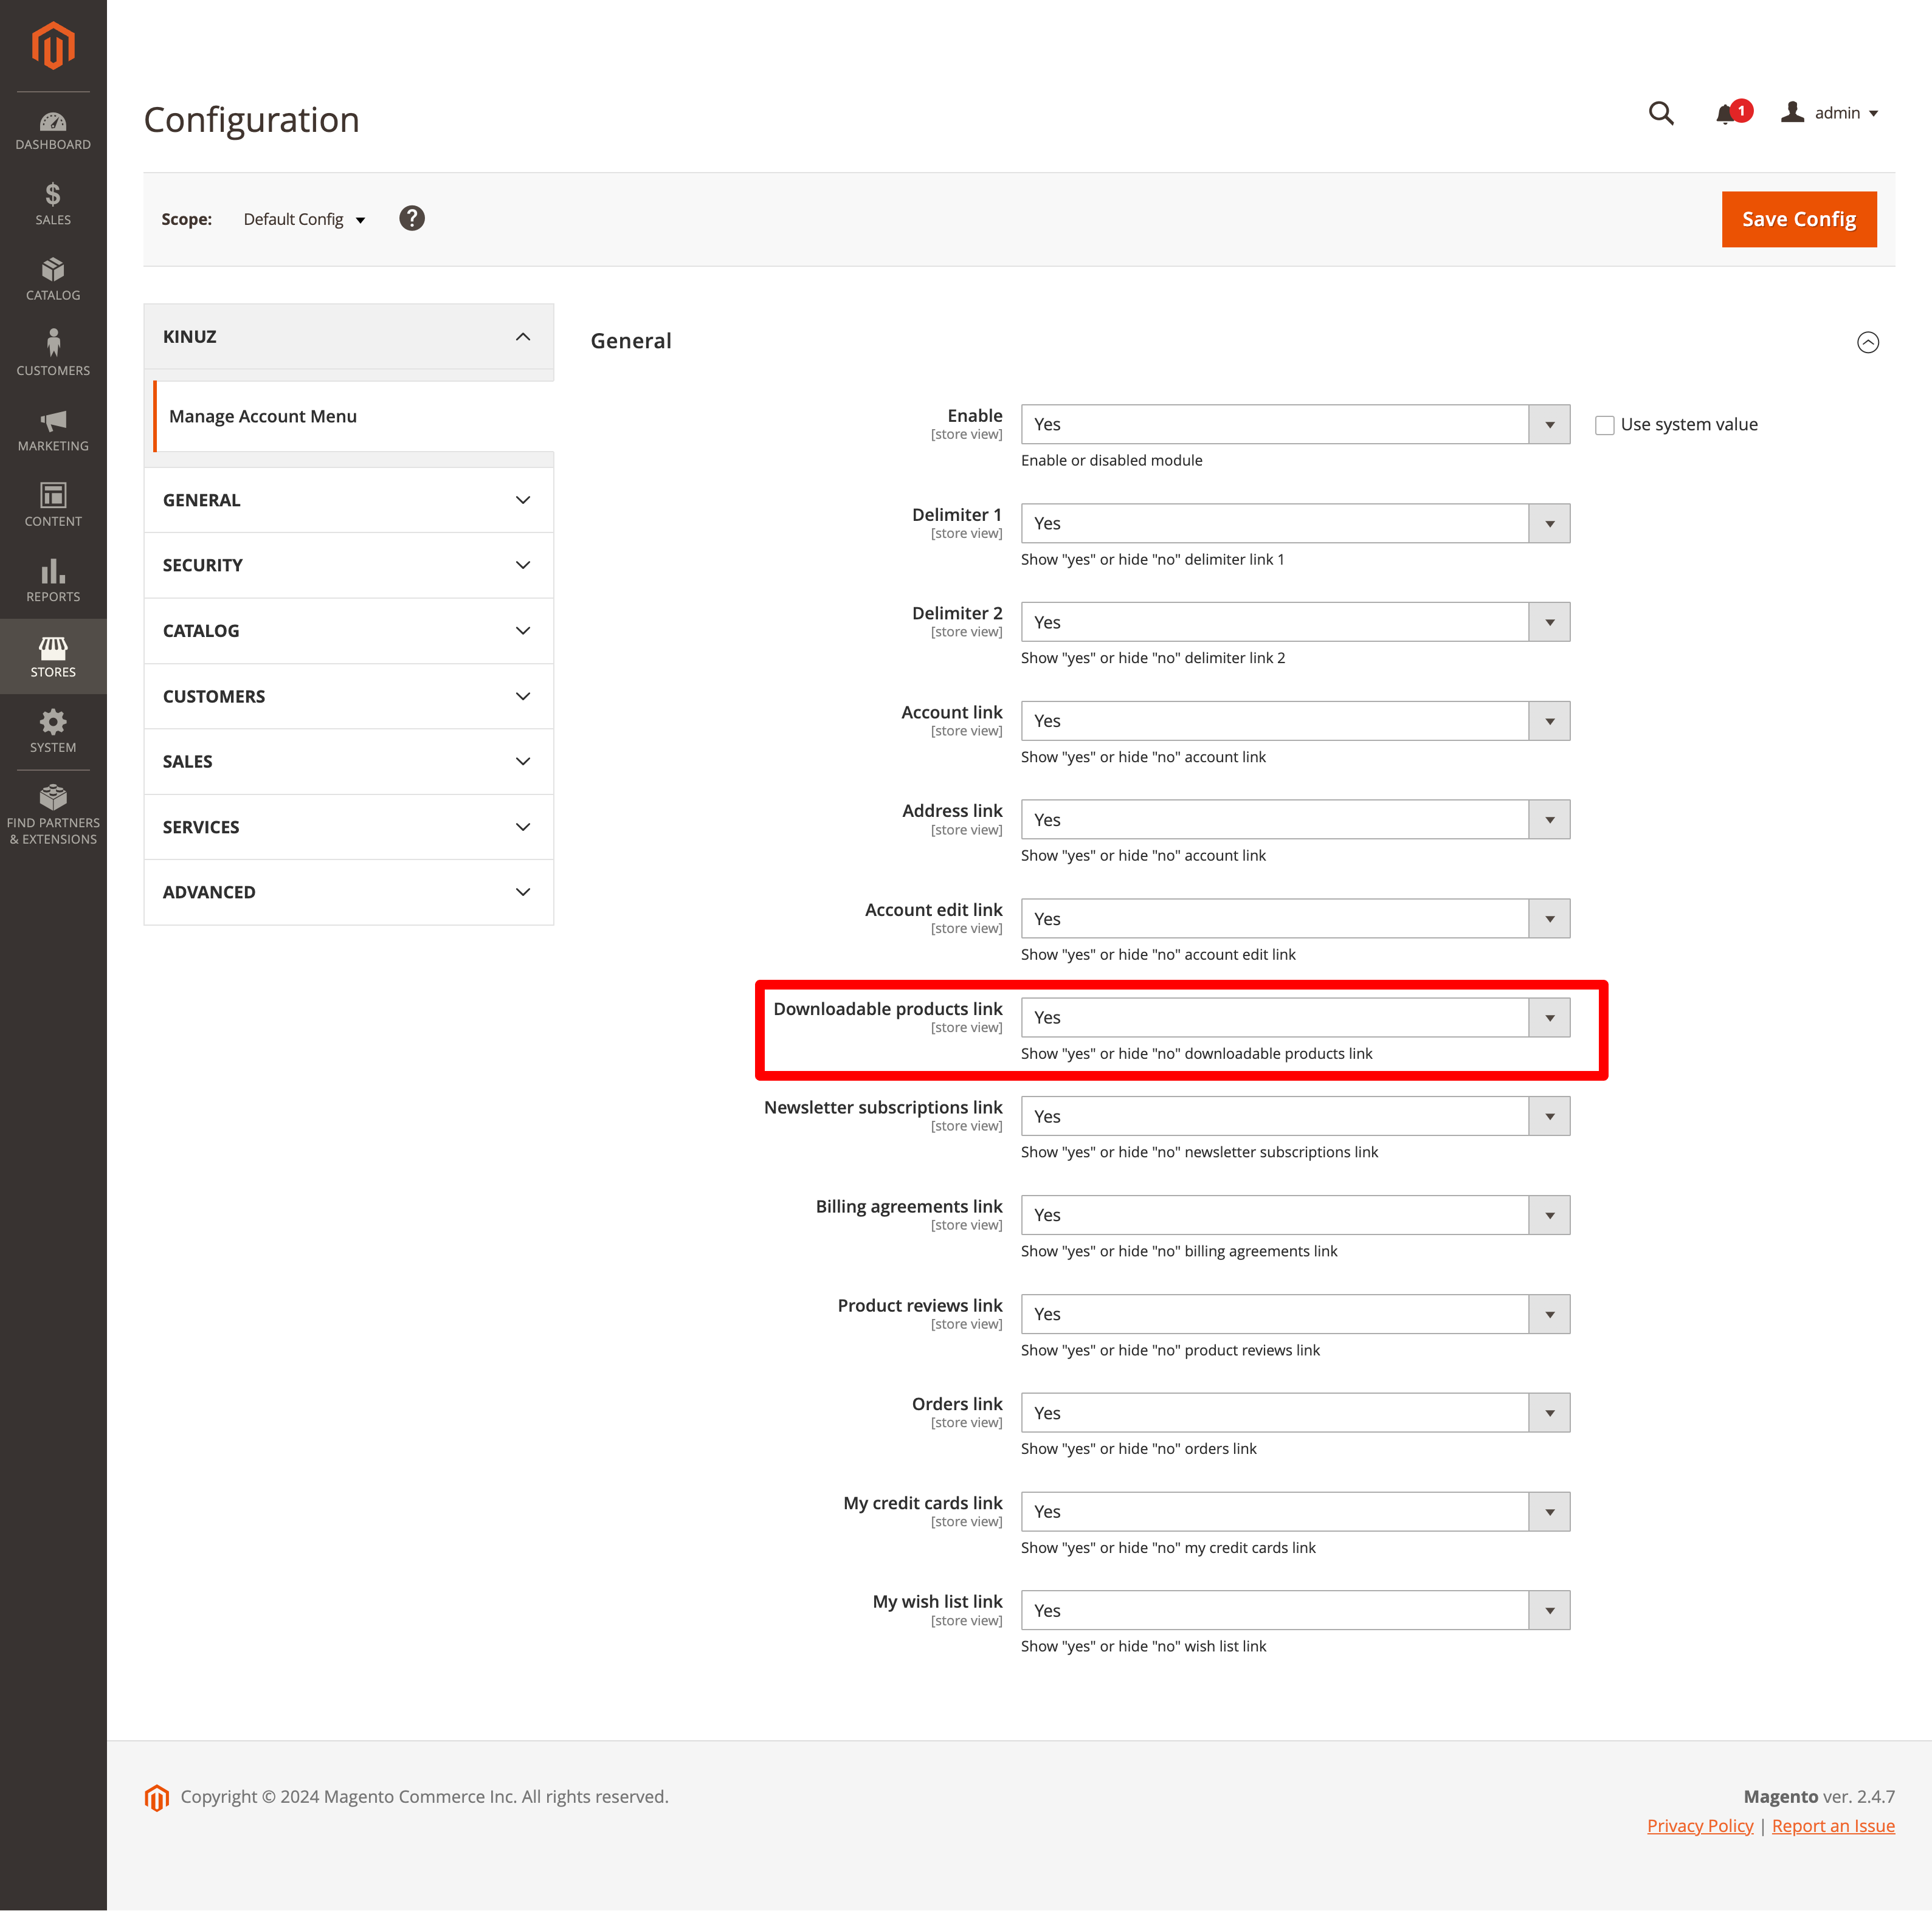 DASHBOARD
SALES
CATALOG
CUSTOMERS
MARKETING
CONTENT
REPORTS
STORES
SYSTEM
FIND PARTNERS
& EXTENSIONS
Configuration
1
admin
Scope:
Default Config
?
Save Config
KINUZ
Manage Account Menu
GENERAL
SECURITY
CATALOG
CUSTOMERS
SALES
SERVICES
ADVANCED
General
Enable
[store view]
Yes
Use system value
Enable or disabled module
Delimiter 1
[store view]
Yes
Show "yes" or hide "no" delimiter link 1
Delimiter 2
[store view]
Yes
Show "yes" or hide "no" delimiter link 2
Account link
[store view]
Yes
Show "yes" or hide "no" account link
Address link
[store view]
Yes
Show "yes" or hide "no" account link
Account edit link
[store view]
Yes
Show "yes" or hide "no" account edit link
Downloadable products link
[store view]
Yes
Show "yes" or hide "no" downloadable products link
Newsletter subscriptions link
[store view]
Yes
Show "yes" or hide "no" newsletter subscriptions link
Billing agreements link
[store view]
Yes
Show "yes" or hide "no" billing agreements link
Product reviews link
[store view]
Yes
Show "yes" or hide "no" product reviews link
Orders link
[store view]
Yes
Show "yes" or hide "no" orders link
My credit cards link
[store view]
Yes
Show "yes" or hide "no" my credit cards link
My wish list link
[store view]
Yes
Show "yes" or hide "no" wish list link
Copyright © 2024 Magento Commerce Inc. All rights reserved.
Magento ver. 2.4.7
Privacy Policy | Report an Issue